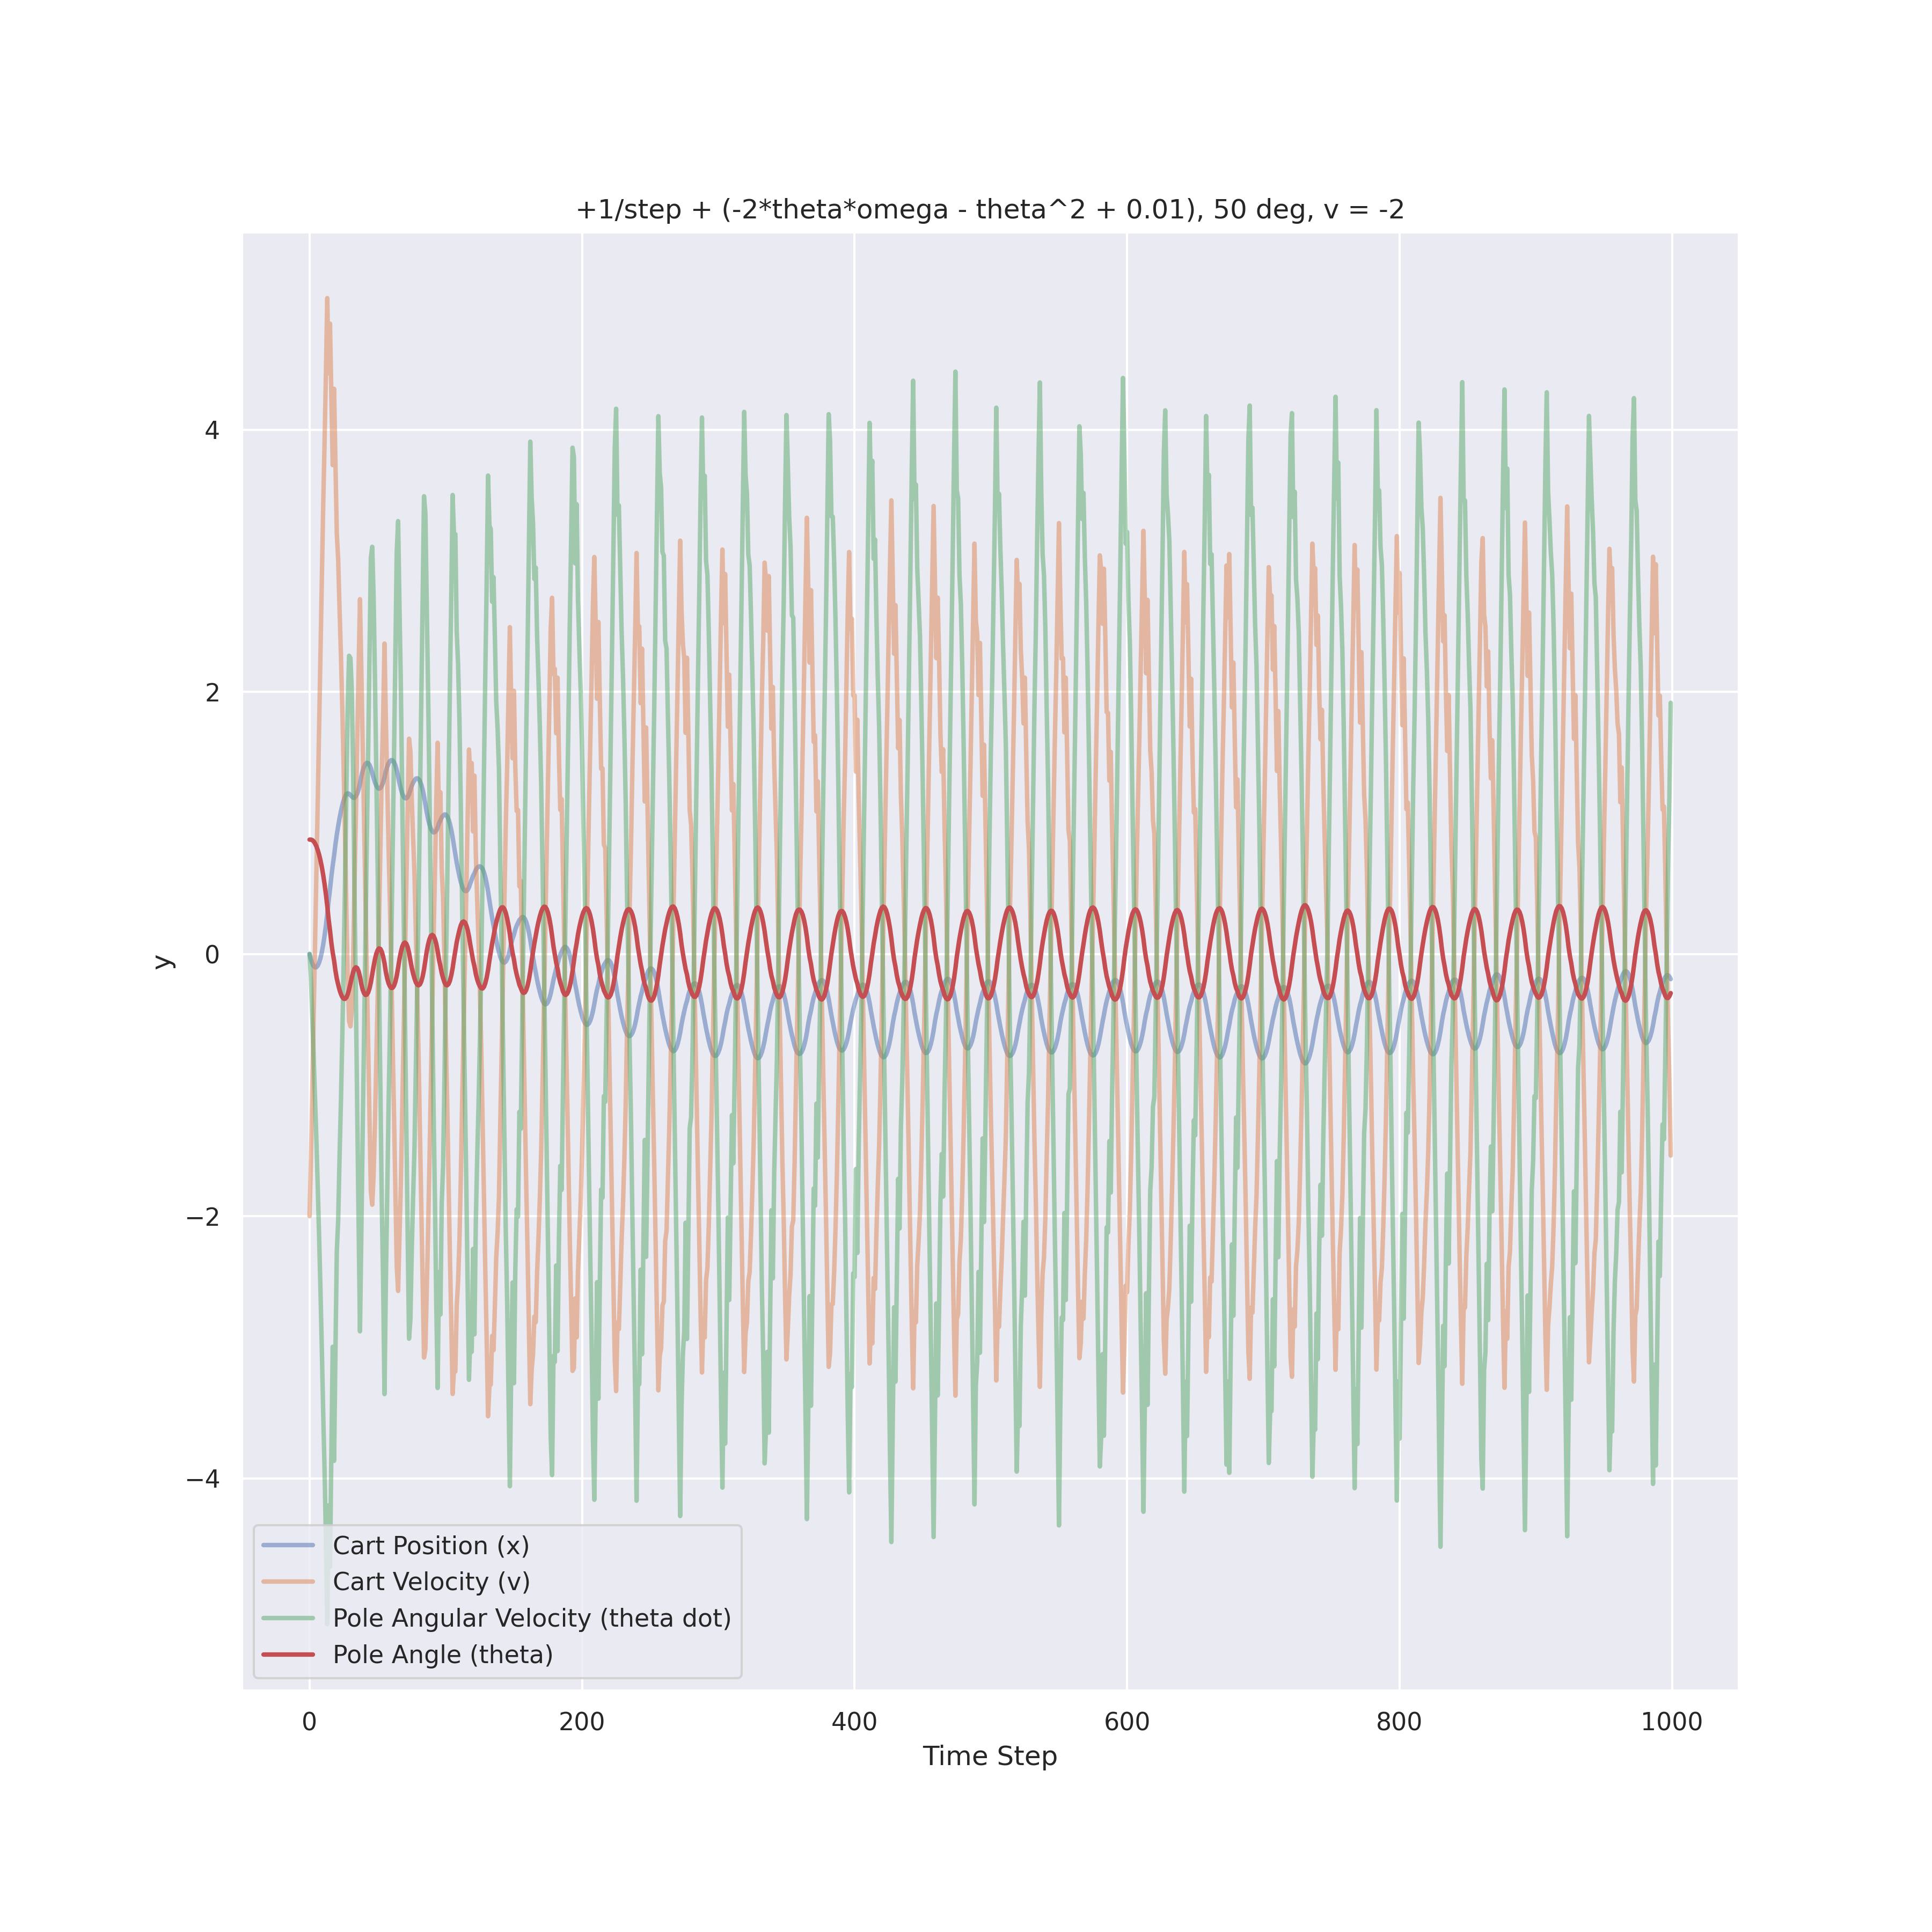 +1/step + (-2*theta*omega - theta^2 + 0.01), 50 deg, v = -2
4
2
0
−2
−4
y
Cart Position (x)
Cart Velocity (v)
Pole Angular Velocity (theta dot)
Pole Angle (theta)
0 200 400 600 800 1000
Time Step